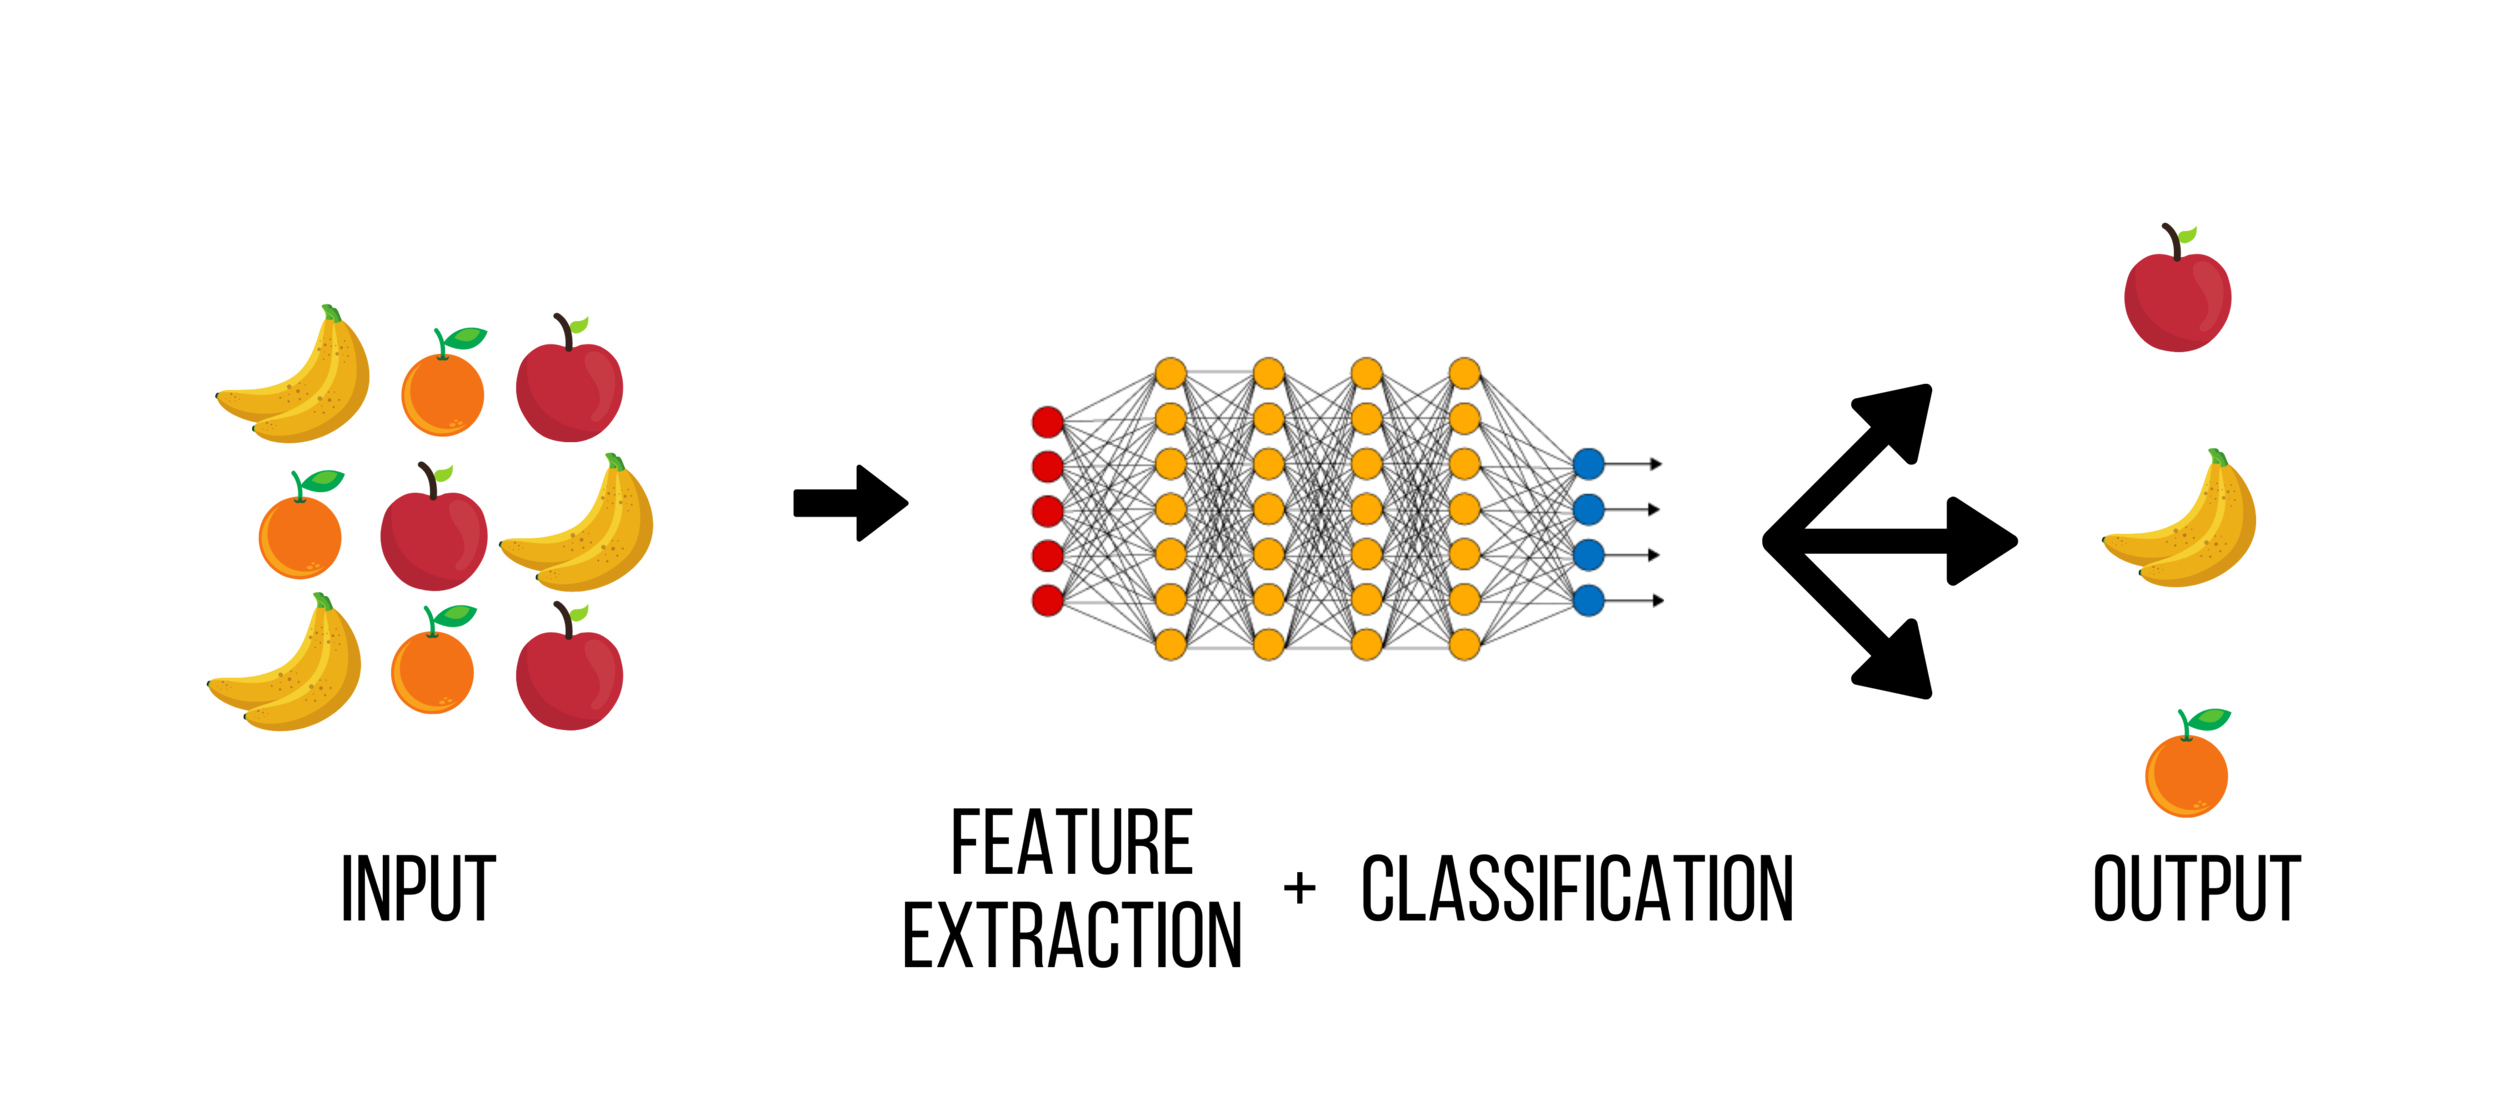 INPUT
FEATURE
EXTRACTION
+
CLASSIFICATION
OUTPUT